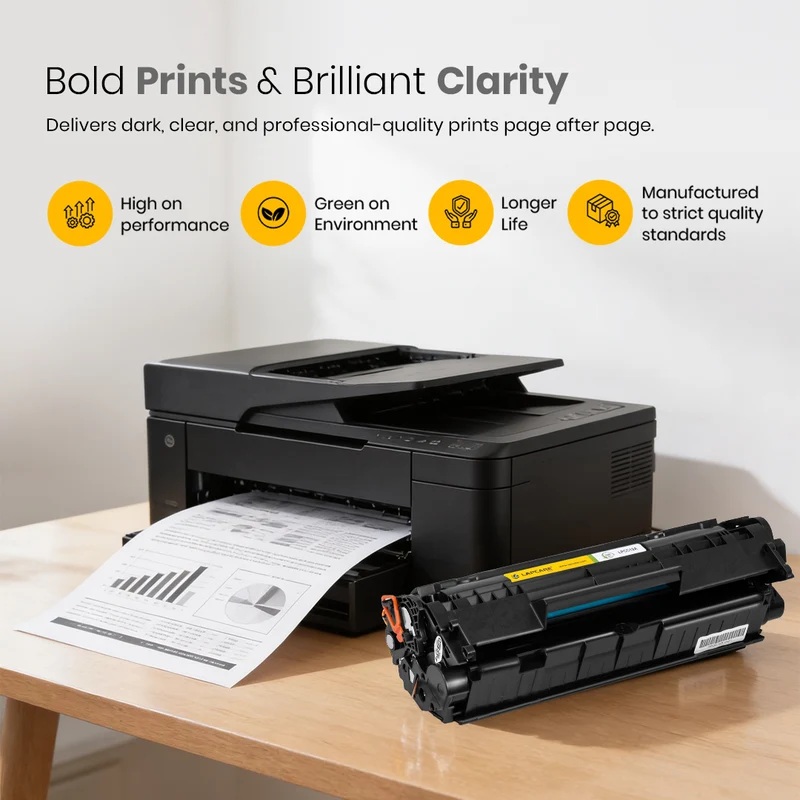 Bold Prints & Brilliant Clarity
Delivers dark, clear, and professional-quality prints page after page.
High on
performance
Green on
Environment
Longer
Life
Manufactured
to strict quality
standards
LAPCARE